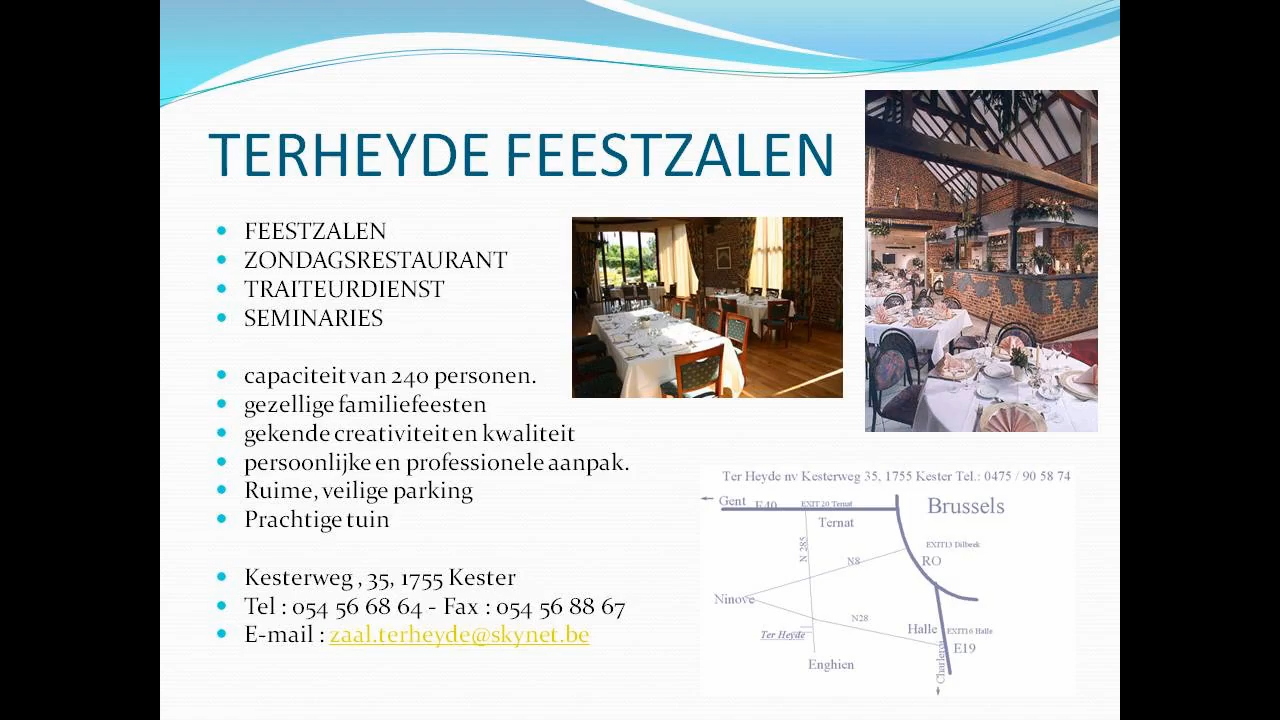 TERHEYDE FEESTZALEN
FEESTZALEN
ZONDAGSRESTAURANT
TRAITEURDIENST
SEMINARIES
capaciteit van 240 personen.
gezellige familiefeesten
gekende creativiteit en kwaliteit
persoonlijke en professionele aanpak.
Ruime, veilige parking
Prachtige tuin
Kesterweg , 35, 1755 Kester
Tel : 054 56 68 64 - Fax : 054 56 88 67
E-mail : zaal.terheyde@skynet.be
Ter Heyde nv Kesterweg 35, 1755 Kester Tel.: 0475 / 90 58 74
Gent E40 EXIT 20 Ternat
Brussels
Ternat
EXIT13 Dilbeek
N 285
N8
RO
Ninove
N28
Ter Heyde
Halle EXIT16 Halle
E19
Enghien
Charleroi